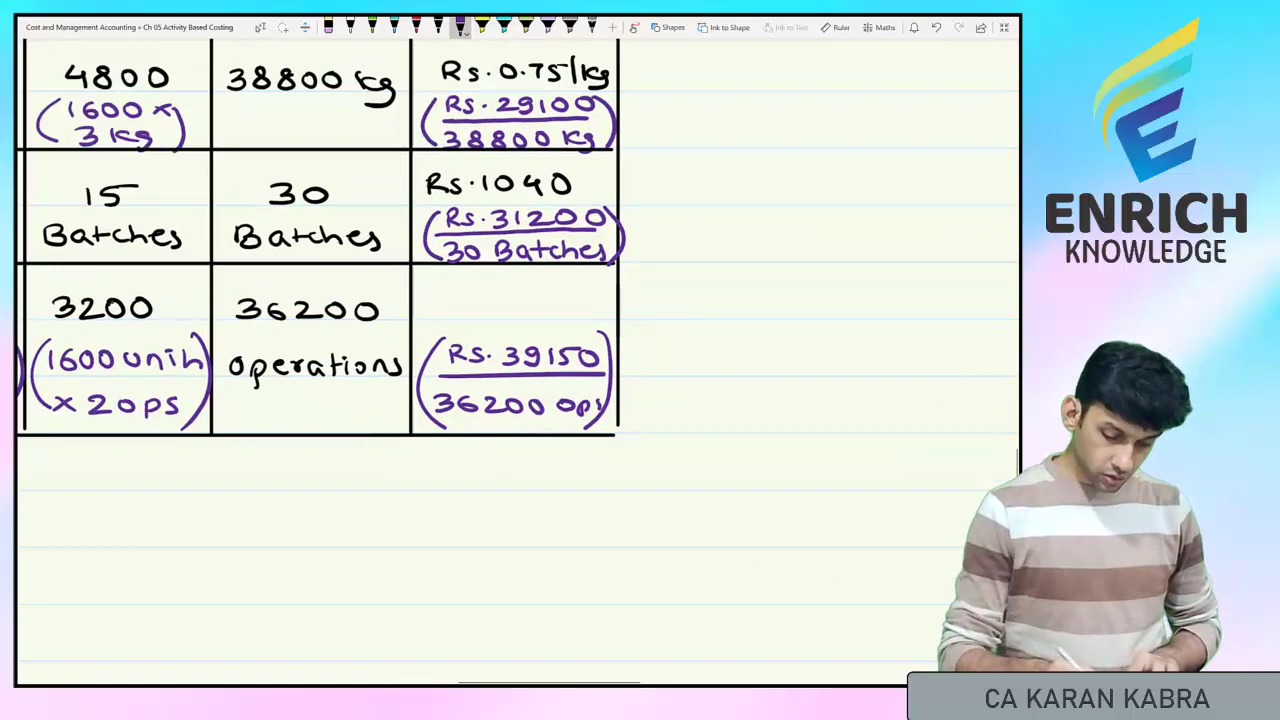 Cost and Management Accounting » Ch 05 Activity Based Costing
Shapes
Ink to Shape
Ink to Text
Ruler
Maths
4800
(1600 x
3 kg)
38800 kg
Rs. 0.75/kg
(Rs. 29100
38800 kg)
15
Batches
30
Batches
Rs. 1040
(Rs. 31200
30 Batches)
3200
(1600 unih
x 2 ops)
36200
operations
(Rs. 39150
36200 Ops)
ENRICH
KNOWLEDGE
CA KARAN KABRA